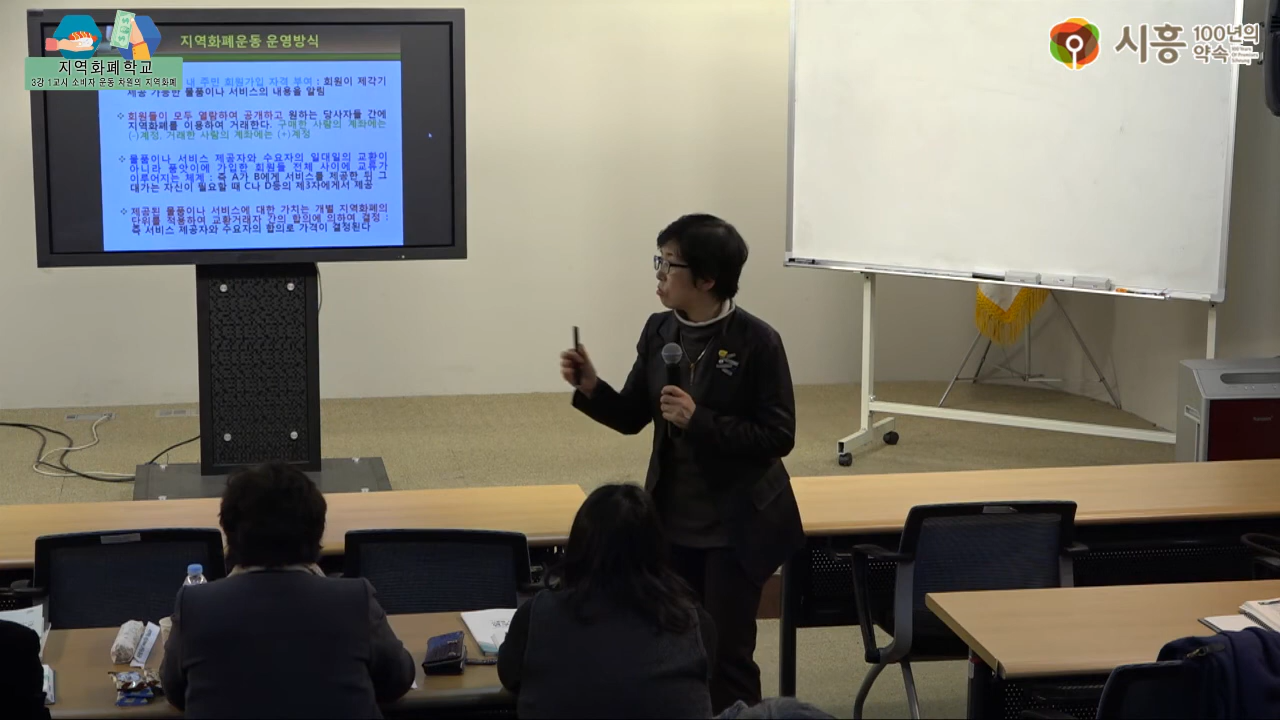 지역화폐학교
3강 1교시 소비자 운동 차원의 지역화폐
지역화폐운동 운영방식
내 주민 회원가입 자격 부여 : 회원이 제각기
제공 가능한 물품이나 서비스의 내용을 알림
회원들이 모두 열람하여 공개하고 원하는 당사자들 간에
지역화폐를 이용하여 거래한다. 구매한 사람의 계좌에는
(-)계정. 거래한 사람의 계좌에는 (+)계정
물품이나 서비스 제공자와 수요자의 일대일의 교환이
아니라 품앗이에 가입한 회원들 전체 사이에 교류가
이루어지는 체계 : 즉 A가 B에게 서비스를 제공한 뒤 그
대가는 자신이 필요할 때 C나 D등의 제3자에게서 제공
제공된 물품이나 서비스에 대한 가치는 개별 지역화폐의
단위를 적용하여 교환거래자 간의 합의에 의하여 결정 :
즉 서비스 제공자와 수요자의 합의로 가격이 결정된다
시흥 100년의
약속
100 Years
Of Promises
Siheung